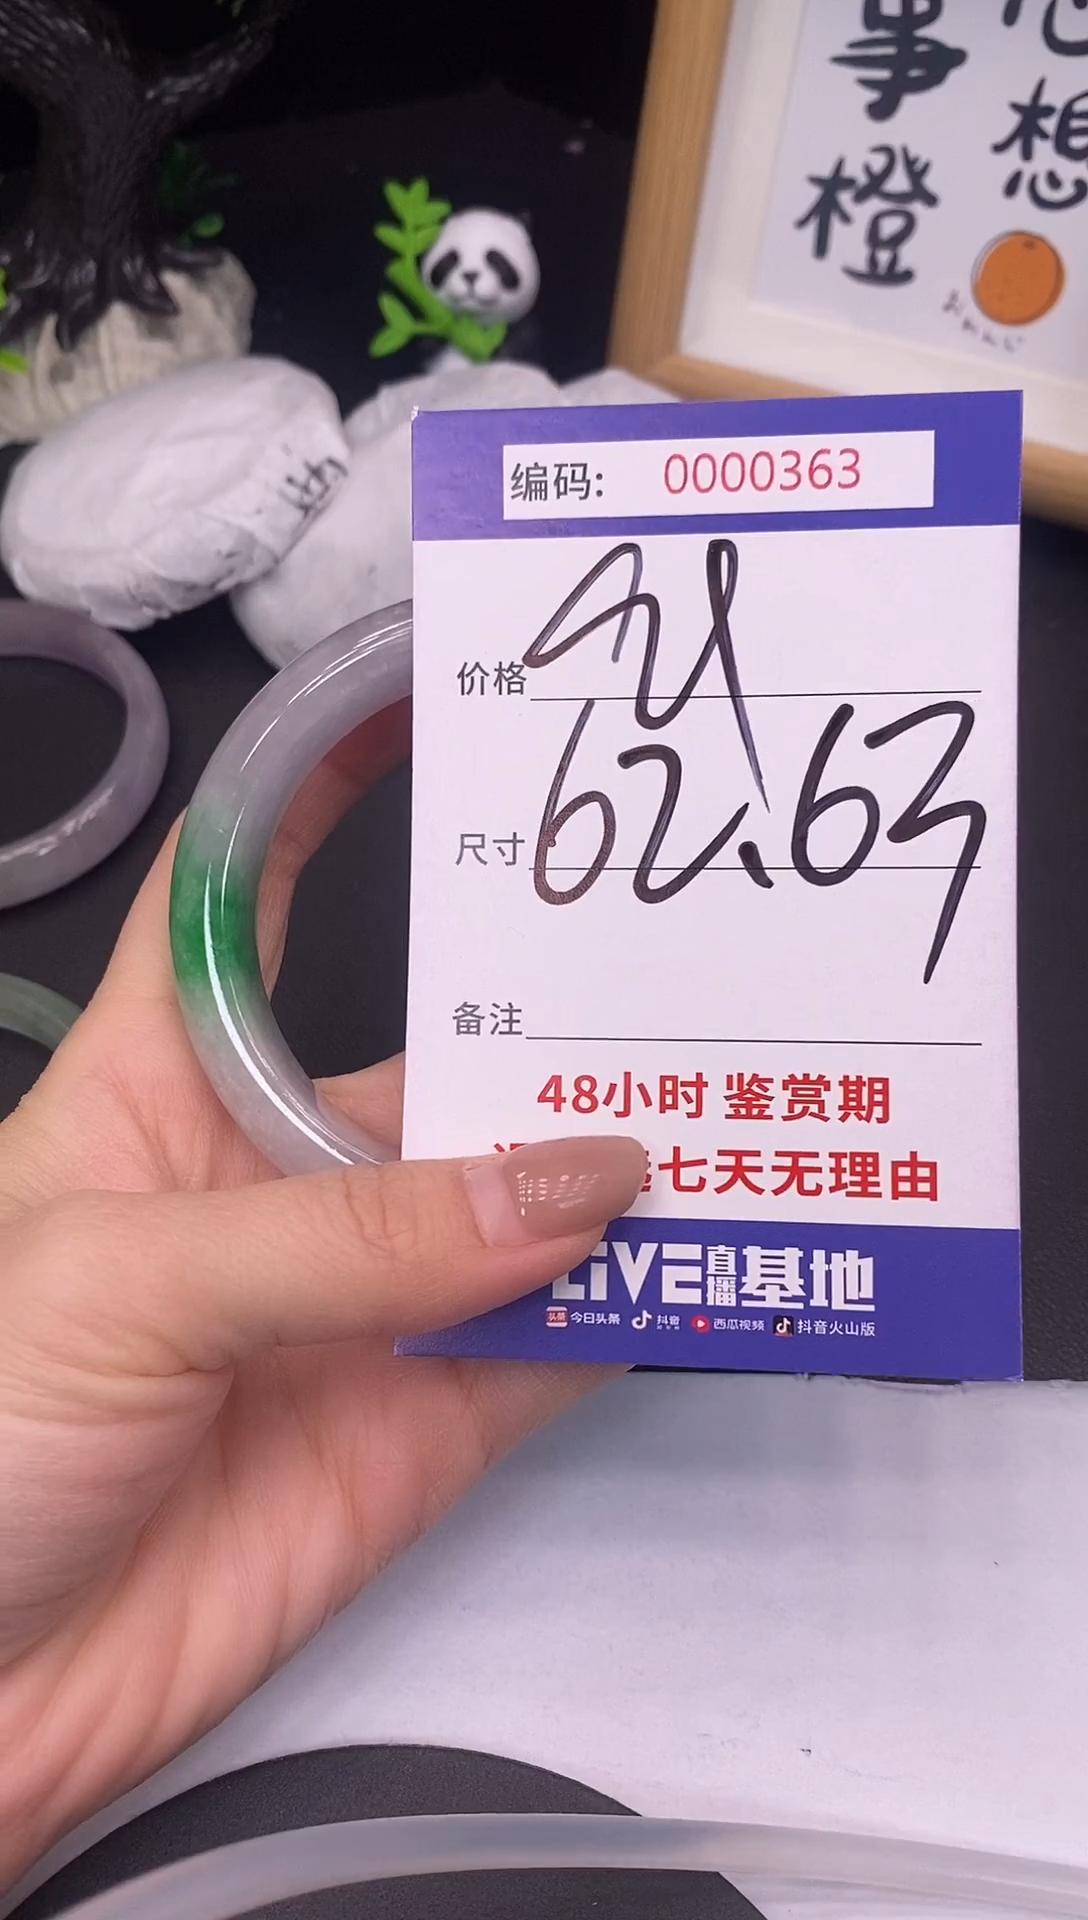 事
想
橙
编码: 0000363
价格
尺寸 62、63
备注
48小时 鉴赏期
七天无理由
LIVE直播基地
今日头条 抖音 西瓜视频 抖音火山版